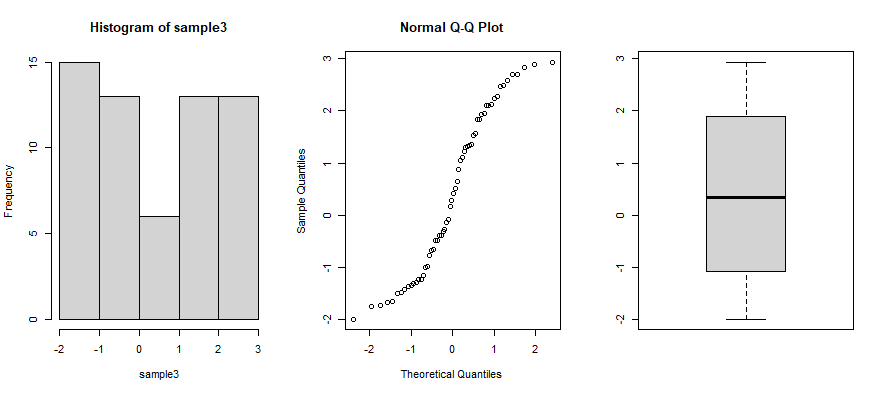 Histogram of sample3
Frequency
0
5
10
15
-2 -1 0 1 2 3
sample3
Normal Q-Q Plot
Sample Quantiles
-2
-1
0
1
2
3
-2 -1 0 1 2
Theoretical Quantiles
-2
-1
0
1
2
3